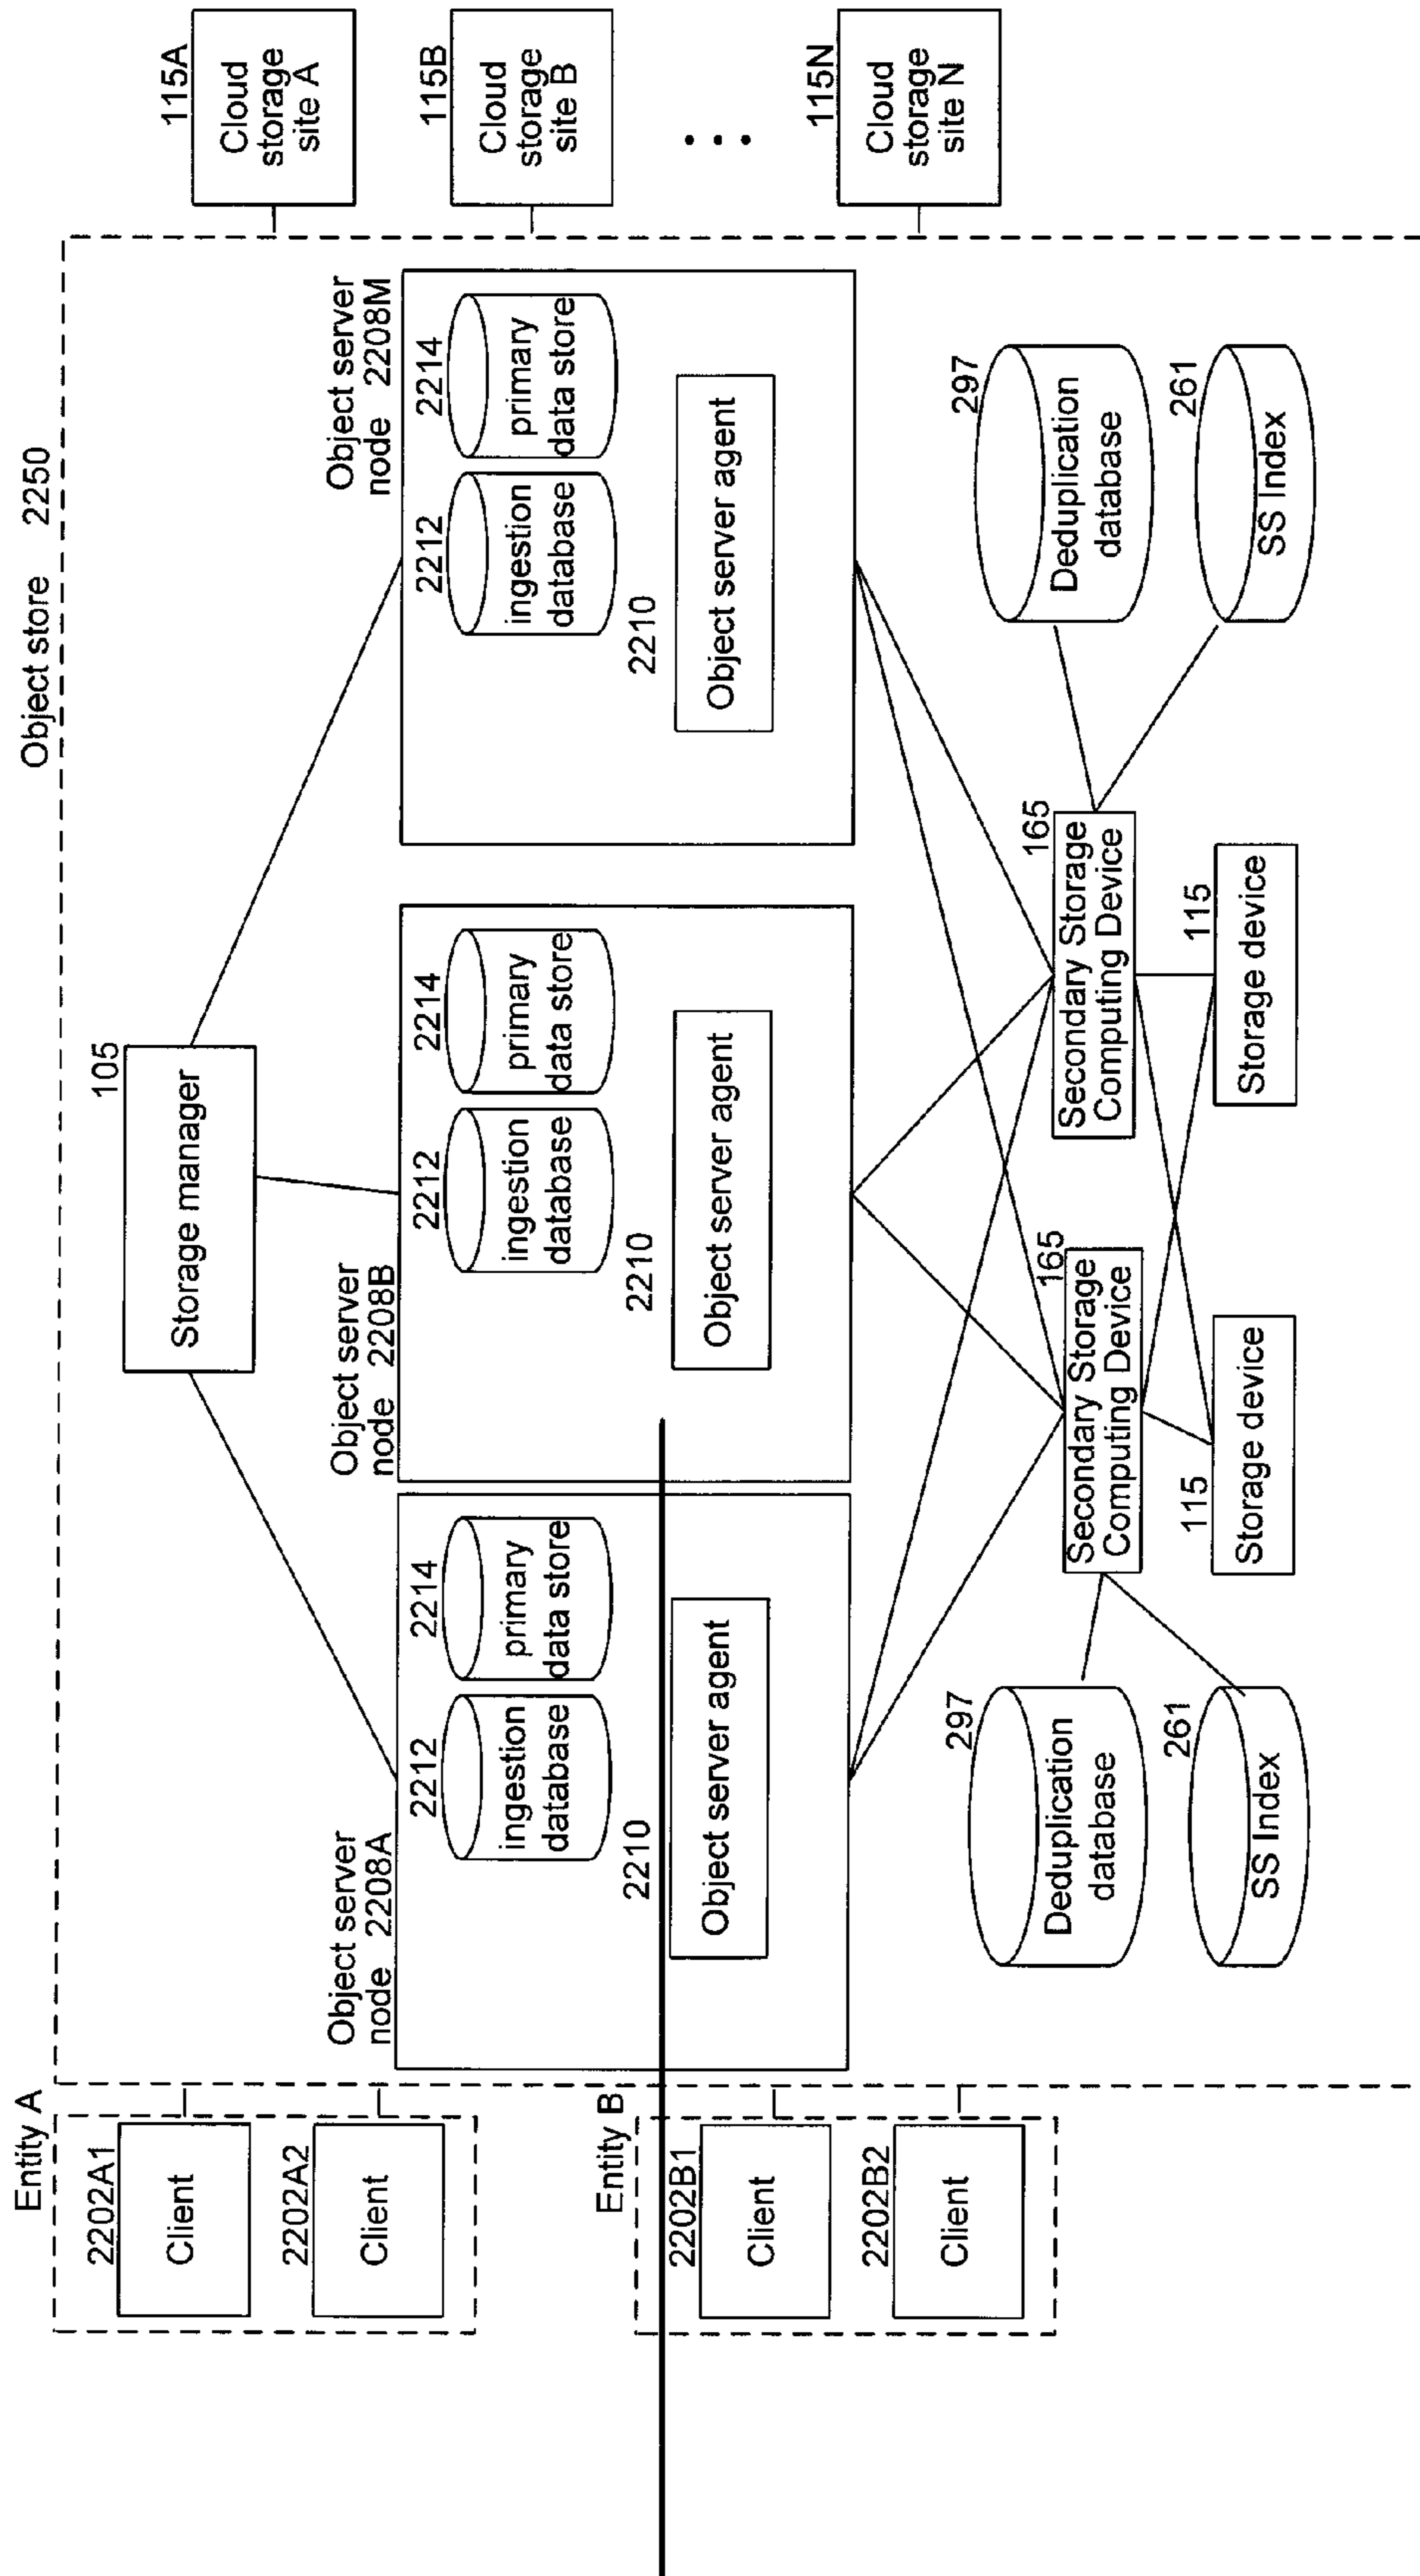 Object store 2250
Entity A
2202A1
Client
2202A2
Client
Entity B
2202B1
Client
2202B2
Client
105
Storage manager
Object server
node 2208A
2212
ingestion
database
2214
primary
data store
2210
Object server agent
Object server
node 2208B
2212
ingestion
database
2214
primary
data store
2210
Object server agent
Object server
node 2208M
2212
ingestion
database
2214
primary
data store
2210
Object server agent
297
Deduplication
database
261
SS Index
165
Secondary Storage
Computing Device
115
Storage device
165
Secondary Storage
Computing Device
115
Storage device
297
Deduplication
database
261
SS Index
115A
Cloud
storage
site A
115B
Cloud
storage
site B
115N
Cloud
storage
site N